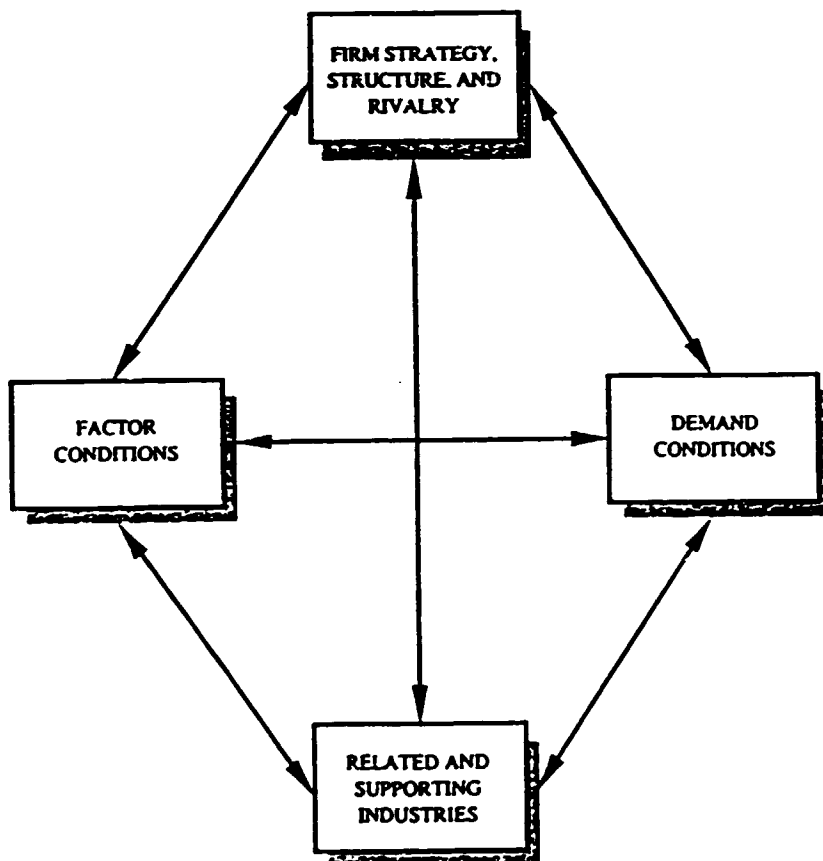 FIRM STRATEGY,
STRUCTURE, AND
RIVALRY
FACTOR
CONDITIONS
DEMAND
CONDITIONS
RELATED AND
SUPPORTING
INDUSTRIES